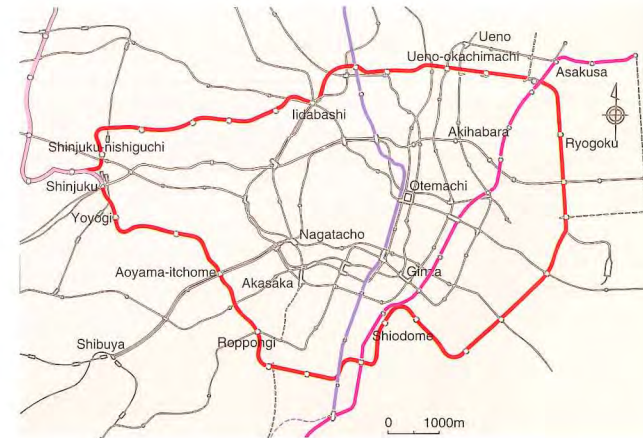 Ueno
Ueno-okachimachi
Asakusa
Iidabashi
Akihabara
Ryogoku
Shinjuku-nishiguchi
Shinjuku
Otemachi
Yoyogi
Nagatacho
Aoyama-itchome
Akasaka
Ginza
Shibuya
Roppongi
Shiodome
0 1000m